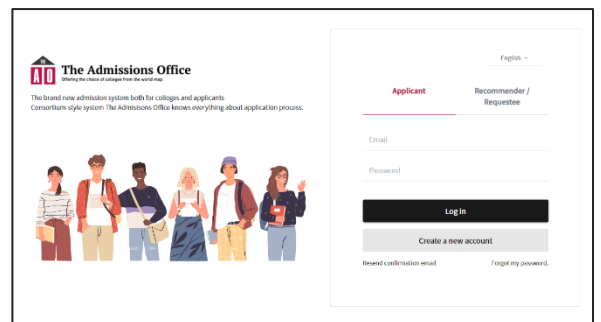 The Admissions Office
Offering the choice of colleges from the world map
The brand new admission system both for colleges and applicants
Consortium-style system The Admissions Office knows everything about application process.
English
Applicant
Recommender /
Requestee
Email
Password
Log in
Create a new account
Resend confirmation email
Forgot my password.